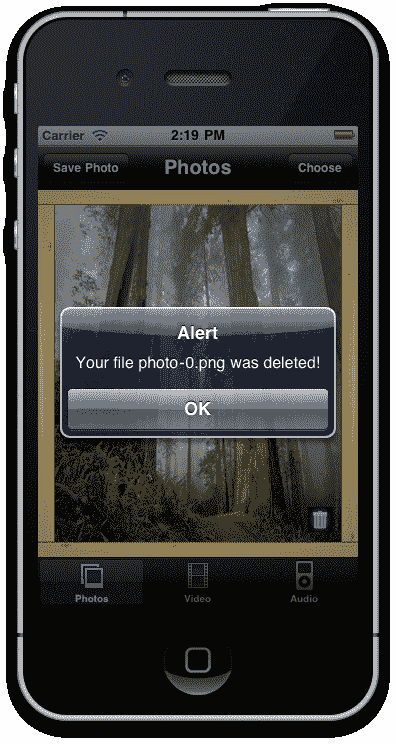 Carrier 2:19 PM
Save Photo Photos Choose
Alert
Your file photo-0.png was deleted!
OK
Photos Video Audio